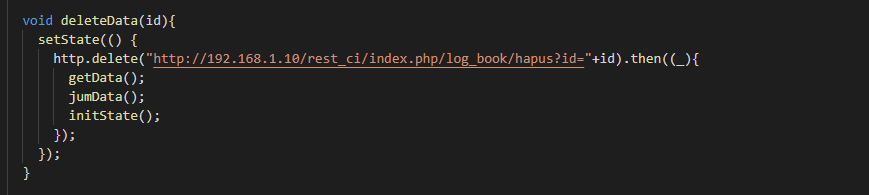 void deleteData(id){
setState(() {
http.delete("http://192.168.1.10/rest_ci/index.php/log_book/hapus?id="+id).then((_){
getData();
jumData();
initState();
});
});
}